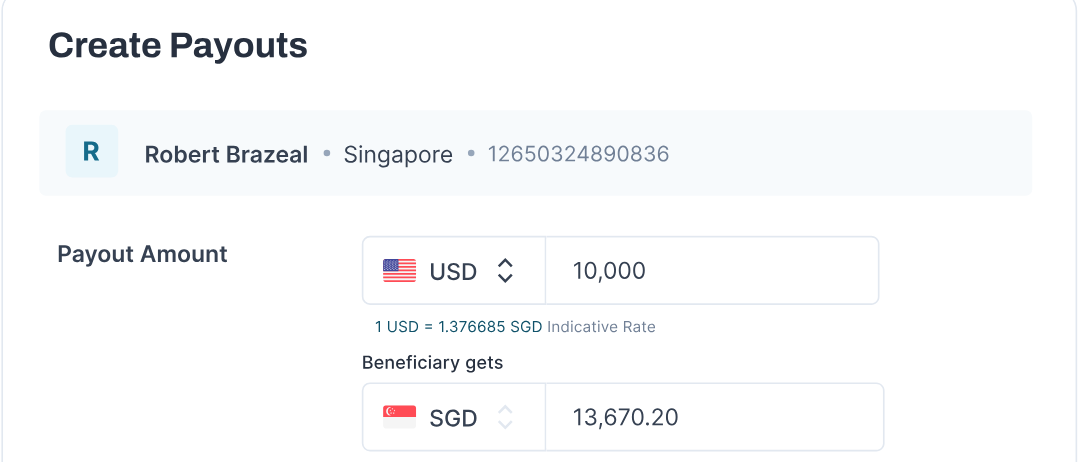 Create Payouts
R Robert Brazeal • Singapore • 12650324890836
Payout Amount
USD 10,000
1 USD = 1.376685 SGD Indicative Rate
Beneficiary gets
SGD 13,670.20